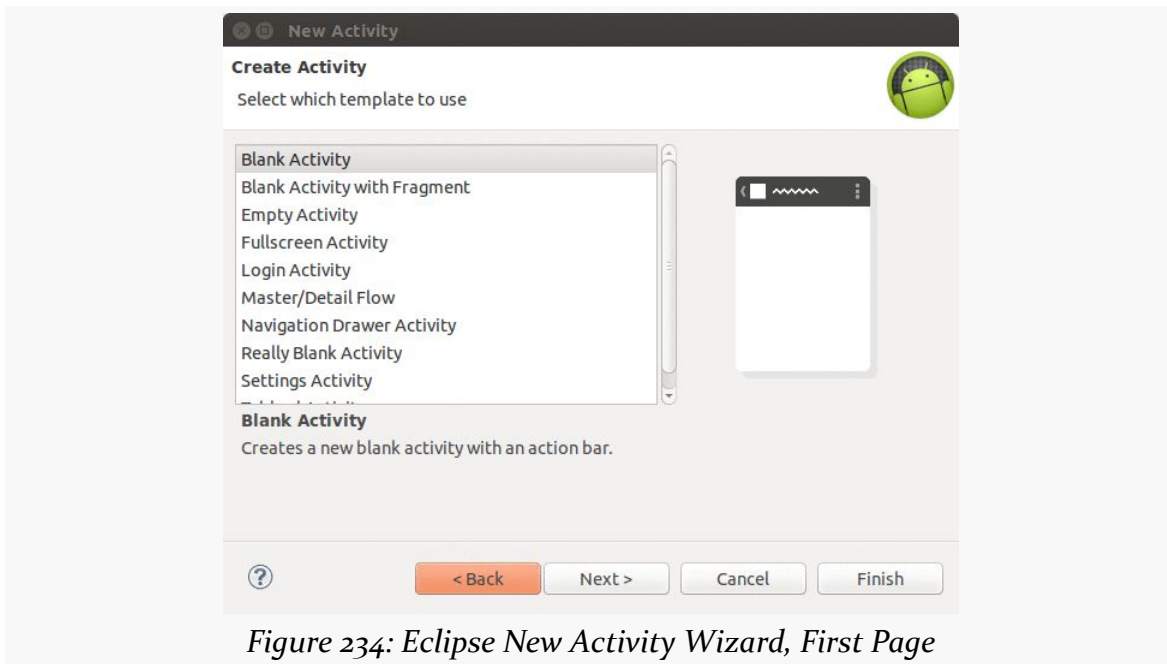 New Activity
Create Activity
Select which template to use
Blank Activity
Blank Activity with Fragment
Empty Activity
Fullscreen Activity
Login Activity
Master/Detail Flow
Navigation Drawer Activity
Really Blank Activity
Settings Activity
Blank Activity
Creates a new blank activity with an action bar.
? < Back Next > Cancel Finish
Figure 234: Eclipse New Activity Wizard, First Page